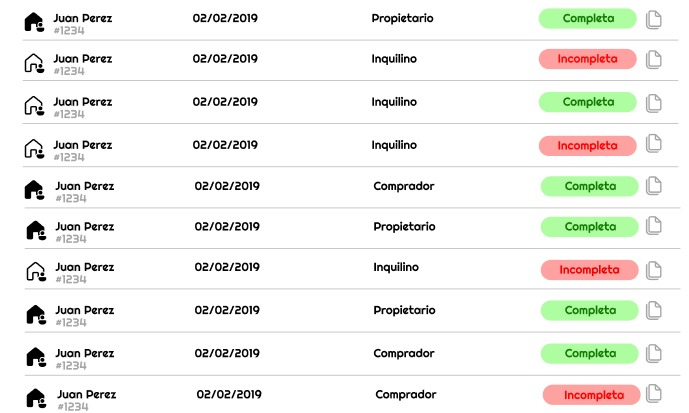 Juan Perez 02/02/2019 Propietario Completa
#1234
Juan Perez 02/02/2019 Inquilino Incompleta
#1234
Juan Perez 02/02/2019 Inquilino Completa
#1234
Juan Perez 02/02/2019 Inquilino Incompleta
#1234
Juan Perez 02/02/2019 Comprador Completa
#1234
Juan Perez 02/02/2019 Propietario Completa
#1234
Juan Perez 02/02/2019 Inquilino Incompleta
#1234
Juan Perez 02/02/2019 Propietario Completa
#1234
Juan Perez 02/02/2019 Comprador Completa
#1234
Juan Perez 02/02/2019 Comprador Incompleta
#1234